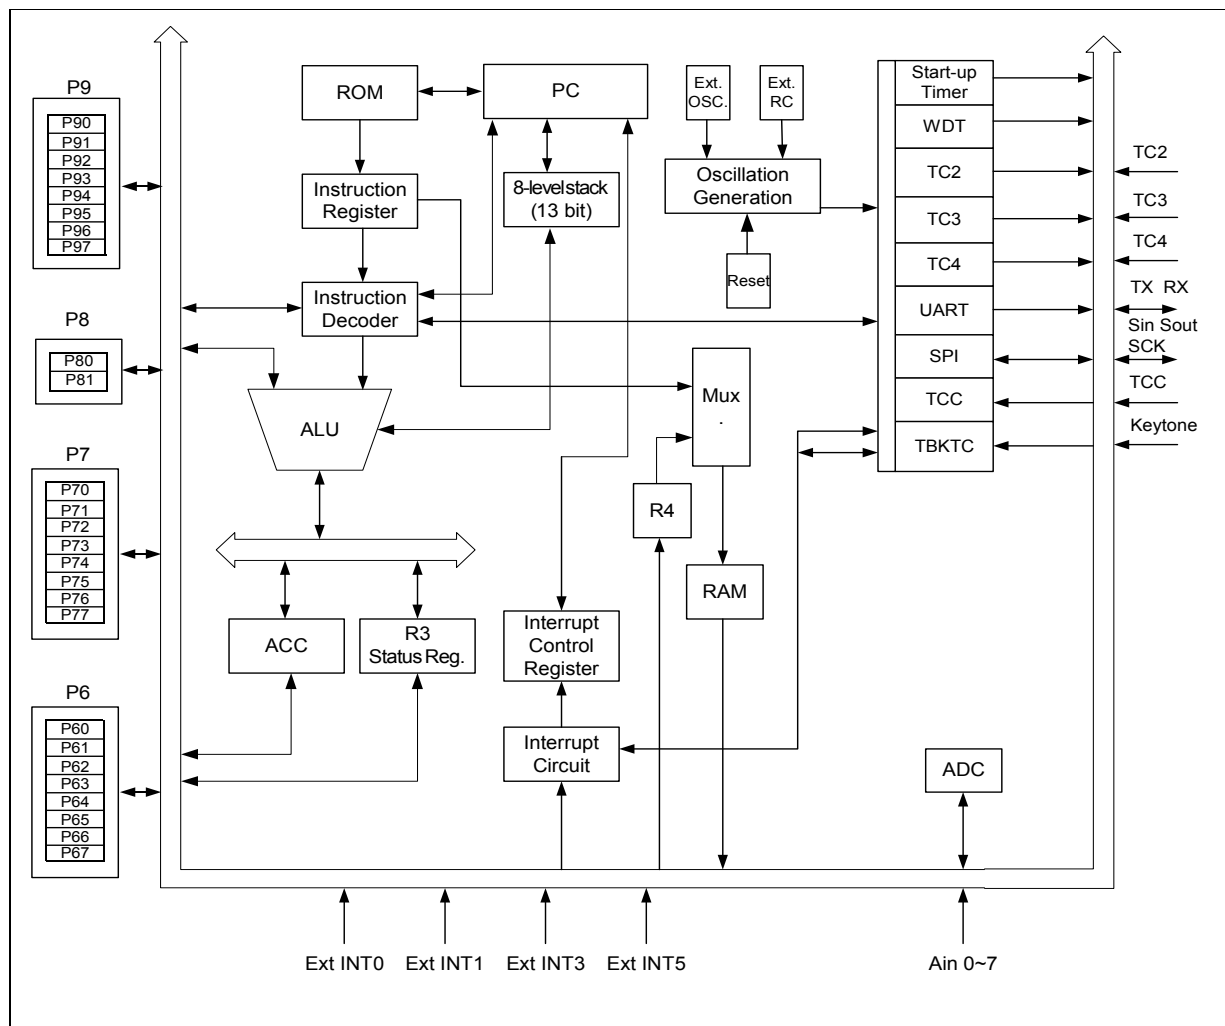 P9
P90
P91
P92
P93
P94
P95
P96
P97
P8
P80
P81
P7
P70
P71
P72
P73
P74
P75
P76
P77
P6
P60
P61
P62
P63
P64
P65
P66
P67
ROM
PC
Instruction
Register
8-levelstack
(13 bit)
Instruction
Decoder
ALU
ACC
R3
Status Reg.
Interrupt
Control
Register
Interrupt
Circuit
Ext.
OSC.
Ext.
RC
Oscillation
Generation
Reset
Mux
.
R4
RAM
Start-up
Timer
WDT
TC2
TC3
TC4
UART
SPI
TCC
TBKTC
ADC
TC2
TC3
TC4
TX RX
Sin Sout
SCK
TCC
Keytone
Ext INT0
Ext INT1
Ext INT3
Ext INT5
Ain 0~7